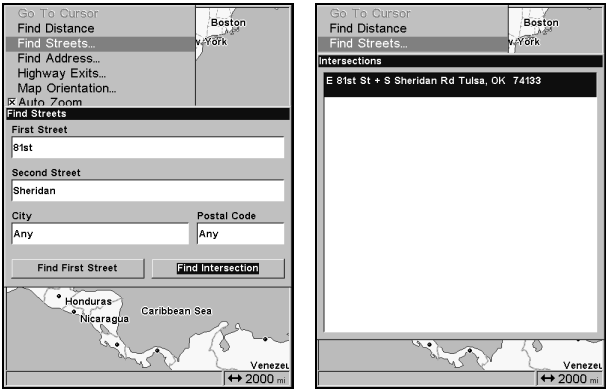 Go To Cursor
Find Distance
Find Streets...
Find Address...
Highway Exits...
Map Orientation...
Auto Zoom
Boston
York
Find Streets
First Street
81st
Second Street
Sheridan
City
Postal Code
Any
Any
Find First Street
Find Intersection
Honduras
Nicaragua
Caribbean Sea
Venezu
2000 mi
Go To Cursor
Find Distance
Find Streets...
Boston
York
Intersections
E 81st St + S Sheridan Rd Tulsa, OK 74133
Venezu
2000 mi